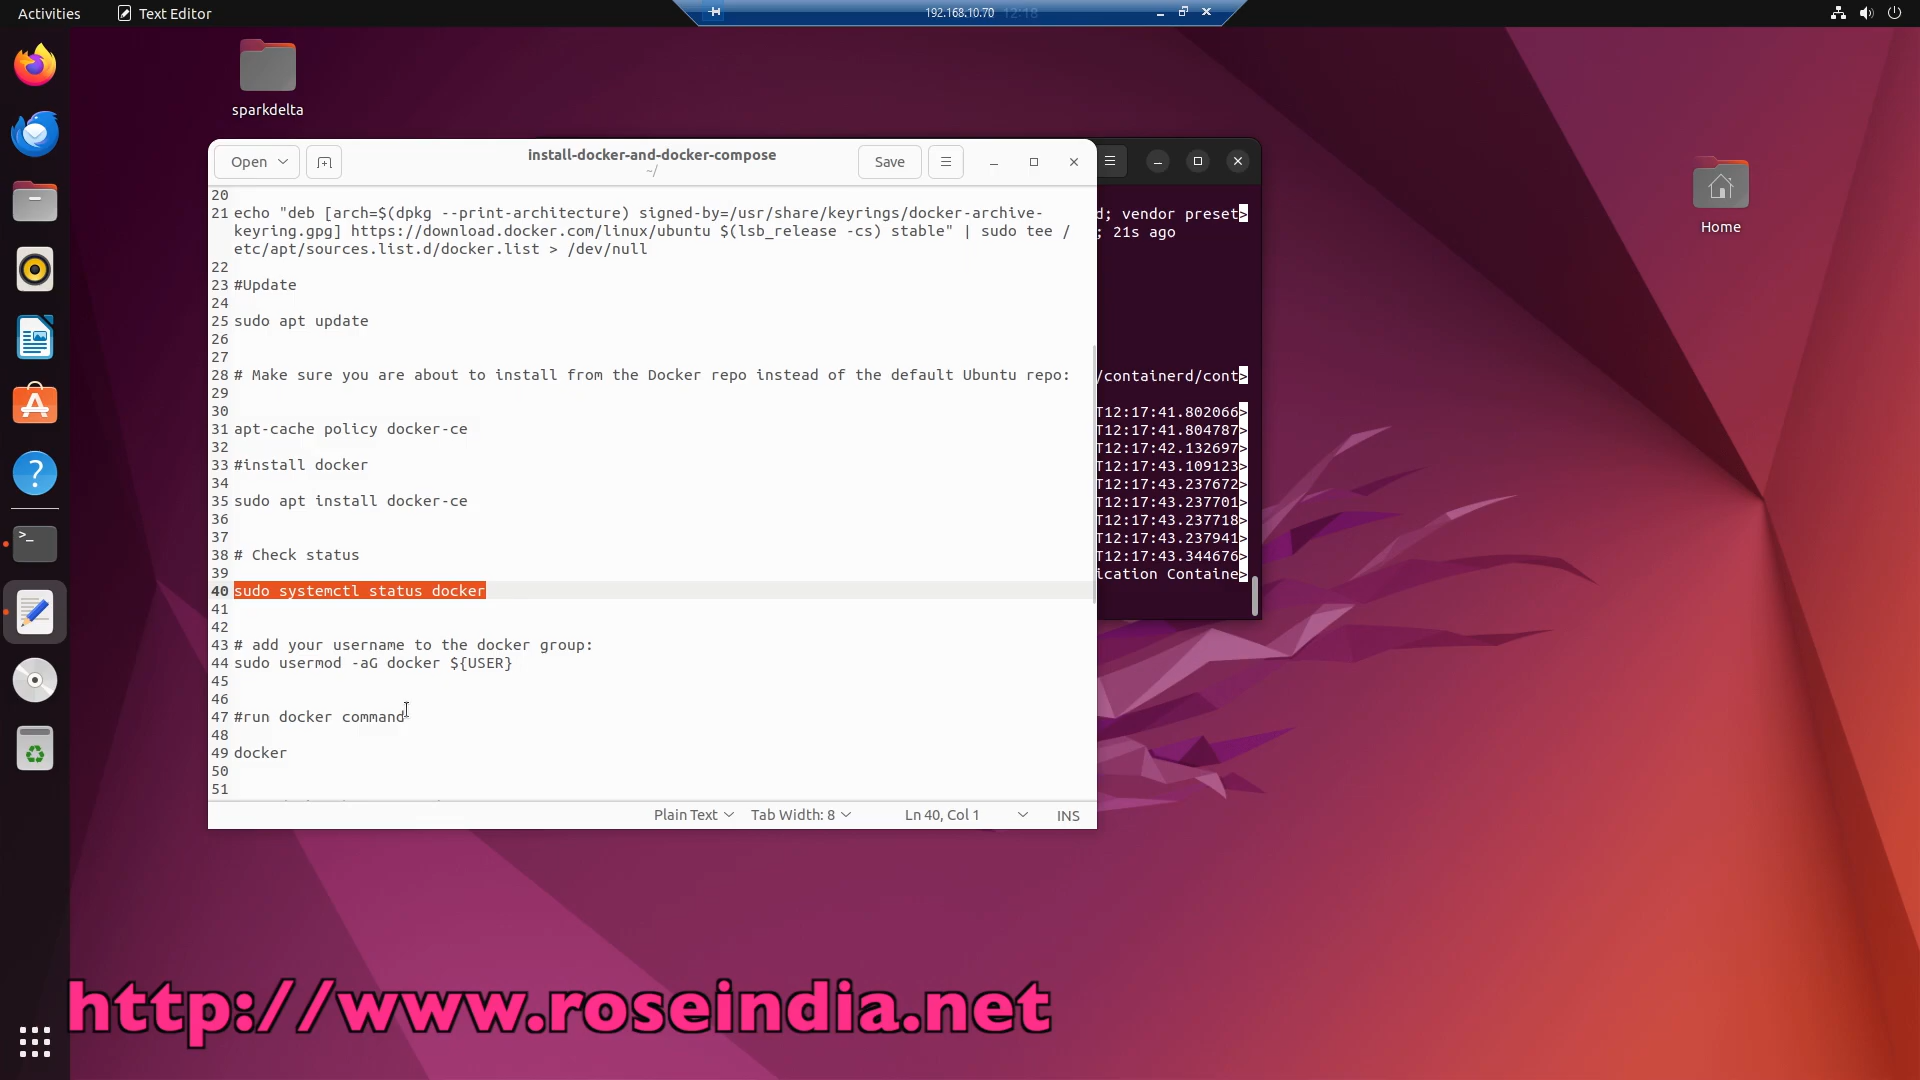 Activities
Text Editor
192.168.10.70
12:18
sparkdelta
Home
Open
install-docker-and-docker-compose
~/
Save
20
21 echo "deb [arch=$(dpkg --print-architecture) signed-by=/usr/share/keyrings/docker-archive-
keyring.gpg] https://download.docker.com/linux/ubuntu $(lsb_release -cs) stable" | sudo tee /
etc/apt/sources.list.d/docker.list > /dev/null
22
23 #Update
24
25 sudo apt update
26
27
28 # Make sure you are about to install from the Docker repo instead of the default Ubuntu repo:
29
30
31 apt-cache policy docker-ce
32
33 #install docker
34
35 sudo apt install docker-ce
36
37
38 # Check status
39
40 sudo systemctl status docker
41
42
43 # add your username to the docker group:
44 sudo usermod -aG docker ${USER}
45
46
47 #run docker command
48
49 docker
50
51
Plain Text
Tab Width: 8
Ln 40, Col 1
INS
d; vendor preset>
; 21s ago
/containerd/cont>
T12:17:41.802066>
T12:17:41.804787>
T12:17:42.132697>
T12:17:43.109123>
T12:17:43.237672>
T12:17:43.237701>
T12:17:43.237718>
T12:17:43.237941>
T12:17:43.344676>
ication Containe>
http://www.roseindia.net